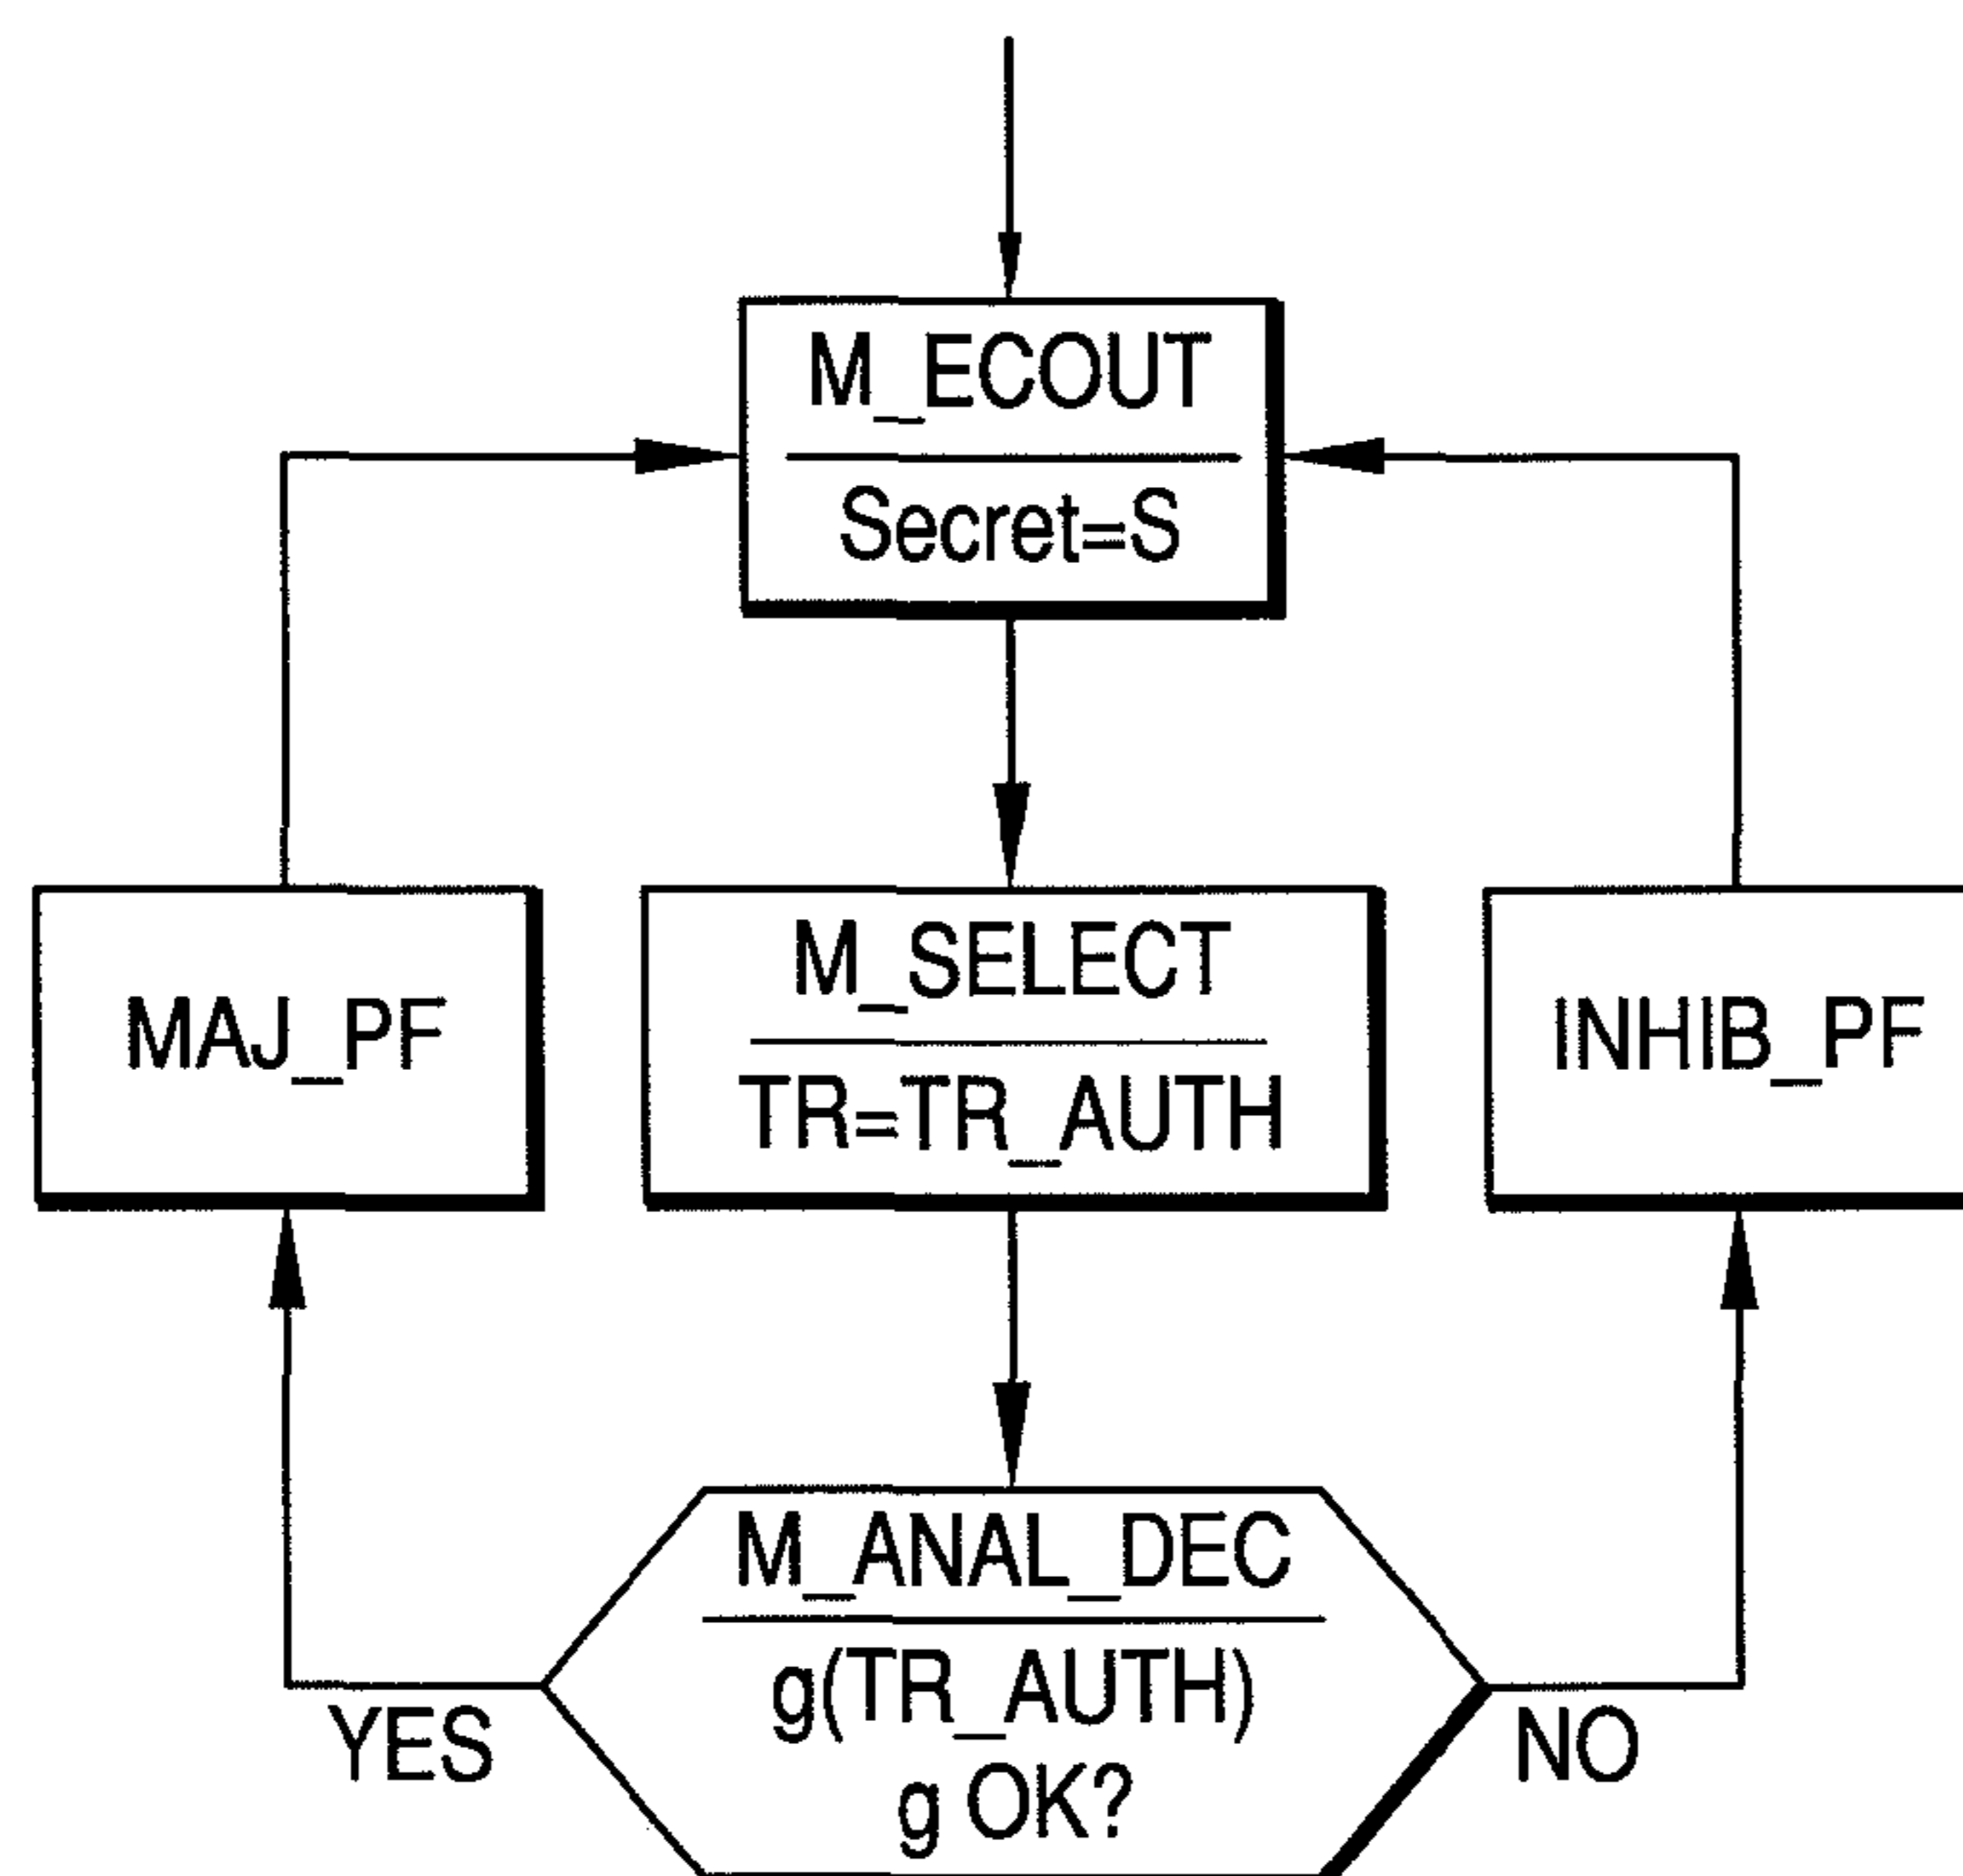 M_ECOUT
Secret=S
MAJ_PF
M_SELECT
TR=TR_AUTH
INHIB_PF
M_ANAL_DEC
g(TR_AUTH)
g OK?
YES
NO